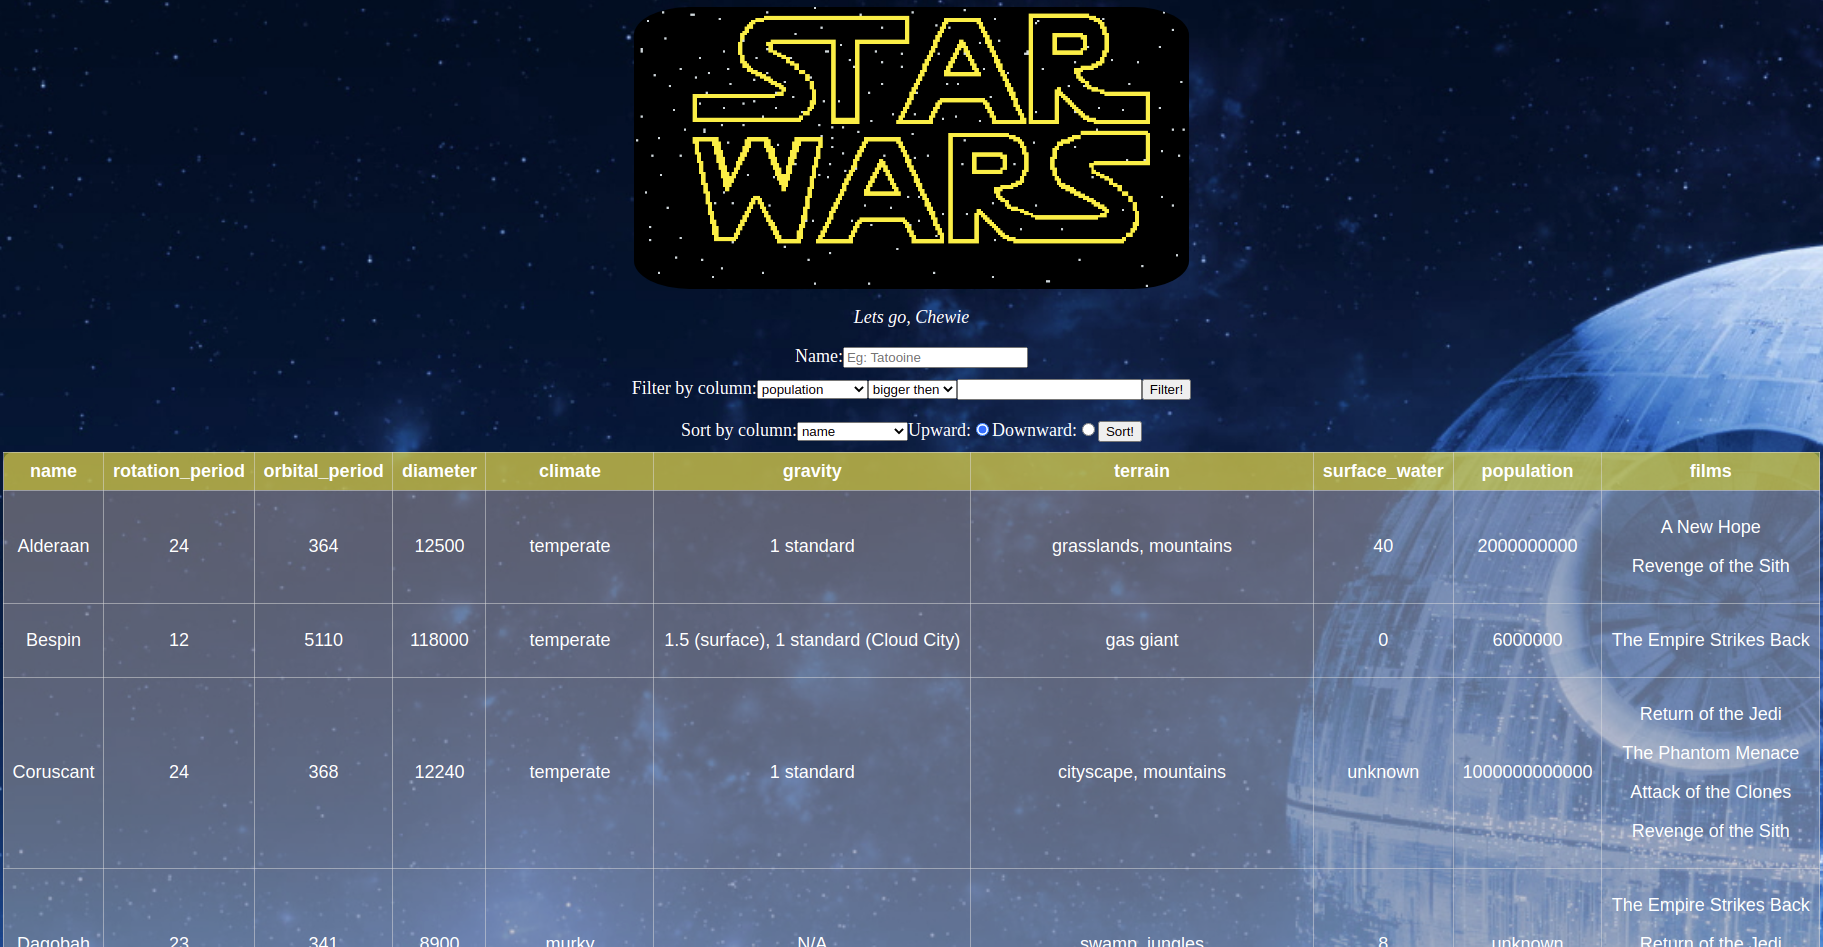 STAR
WARS
Lets go, Chewie
Name: Eg: Tatooine
Filter by column: population bigger then Filter!
Sort by column: name Upward: Downward: Sort!
name rotation_period orbital_period diameter climate gravity terrain surface_water population films
Alderaan 24 364 12500 temperate 1 standard grasslands, mountains 40 2000000000 A New Hope
Revenge of the Sith
Bespin 12 5110 118000 temperate 1.5 (surface), 1 standard (Cloud City) gas giant 0 6000000 The Empire Strikes Back
Coruscant 24 368 12240 temperate 1 standard cityscape, mountains unknown 1000000000000 Return of the Jedi
The Phantom Menace
Attack of the Clones
Revenge of the Sith
The Empire Strikes Back
Dagobah 23 341 8900 murky N/A swamp, jungles 8 unknown Return of the Jedi